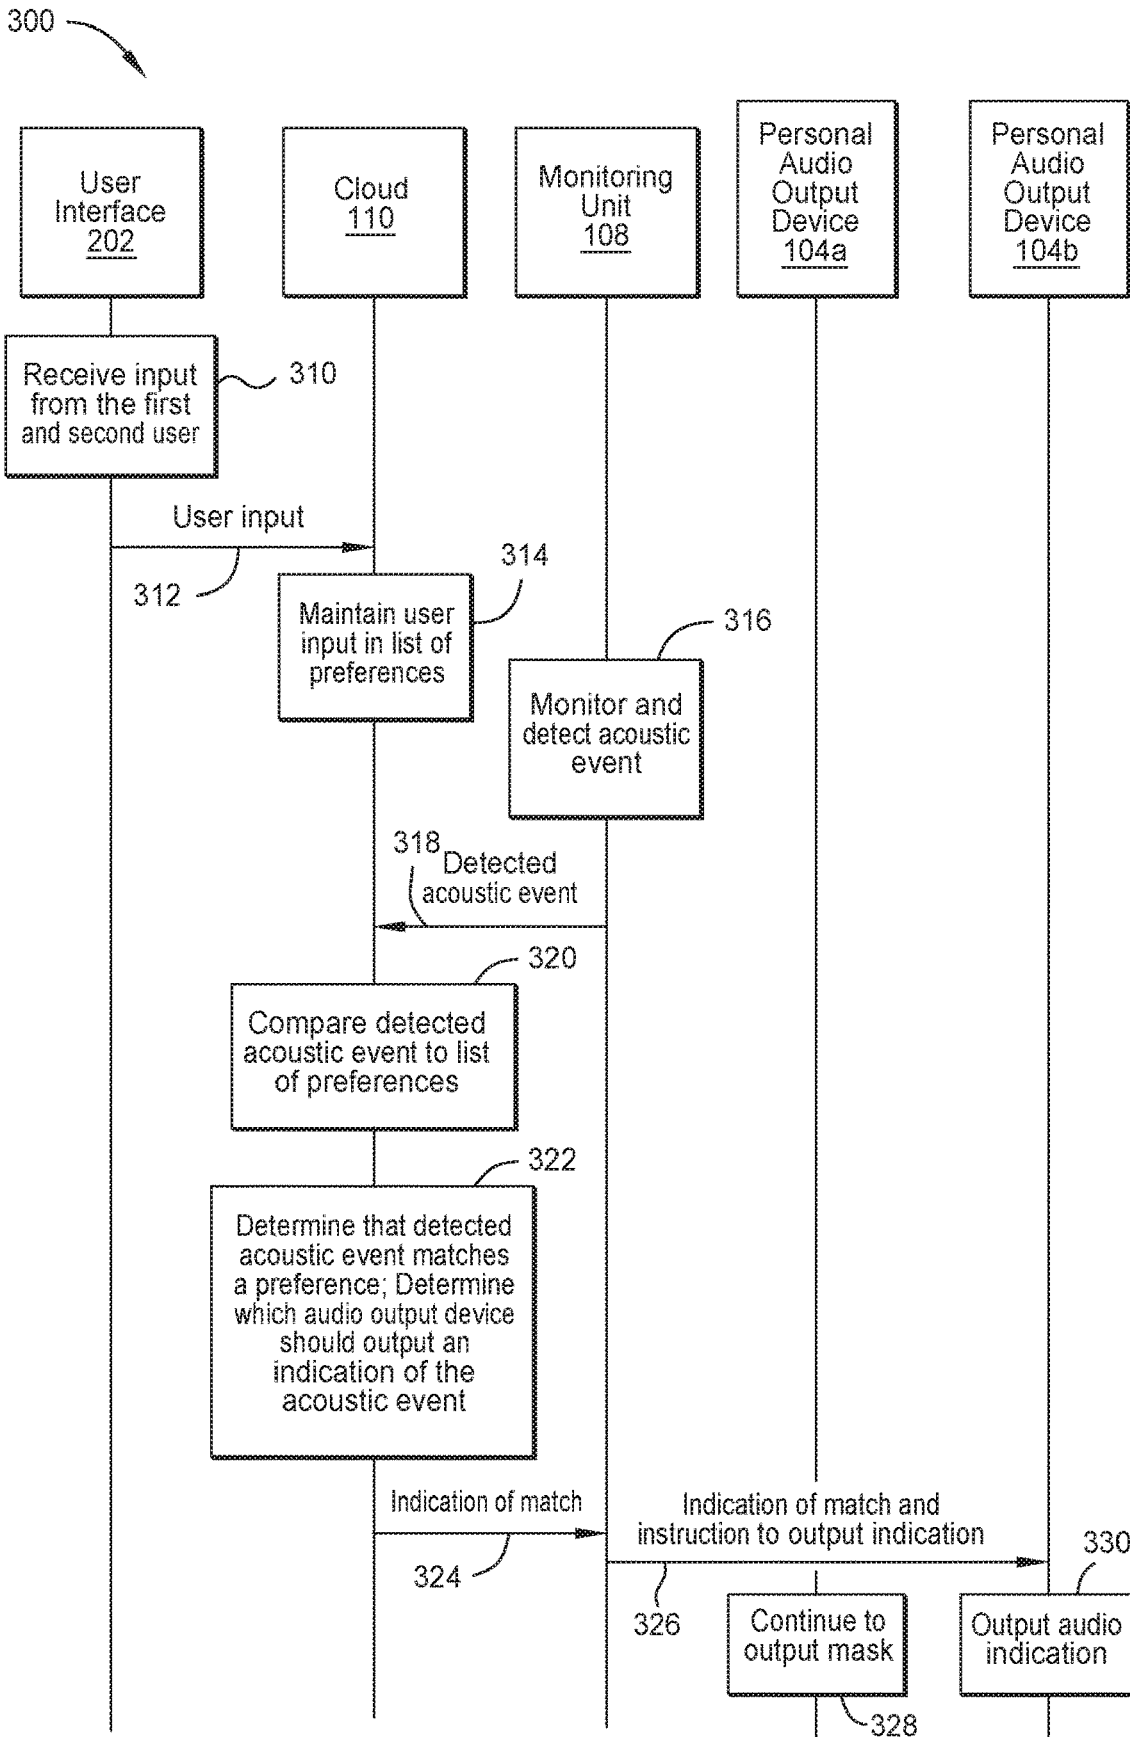 300
User
Interface
202
Cloud
110
Monitoring
Unit
108
Personal
Audio
Output
Device
104a
Personal
Audio
Output
Device
104b
Receive input
from the first
and second user
310
User input
312
314
Maintain user
input in list of
preferences
316
Monitor and
detect acoustic
event
318
Detected
acoustic event
320
Compare detected
acoustic event to list
of preferences
322
Determine that detected
acoustic event matches
a preference; Determine
which audio output device
should output an
indication of the
acoustic event
Indication of match
324
Indication of match and
instruction to output indication
326
330
Continue to
output mask
328
Output audio
indication